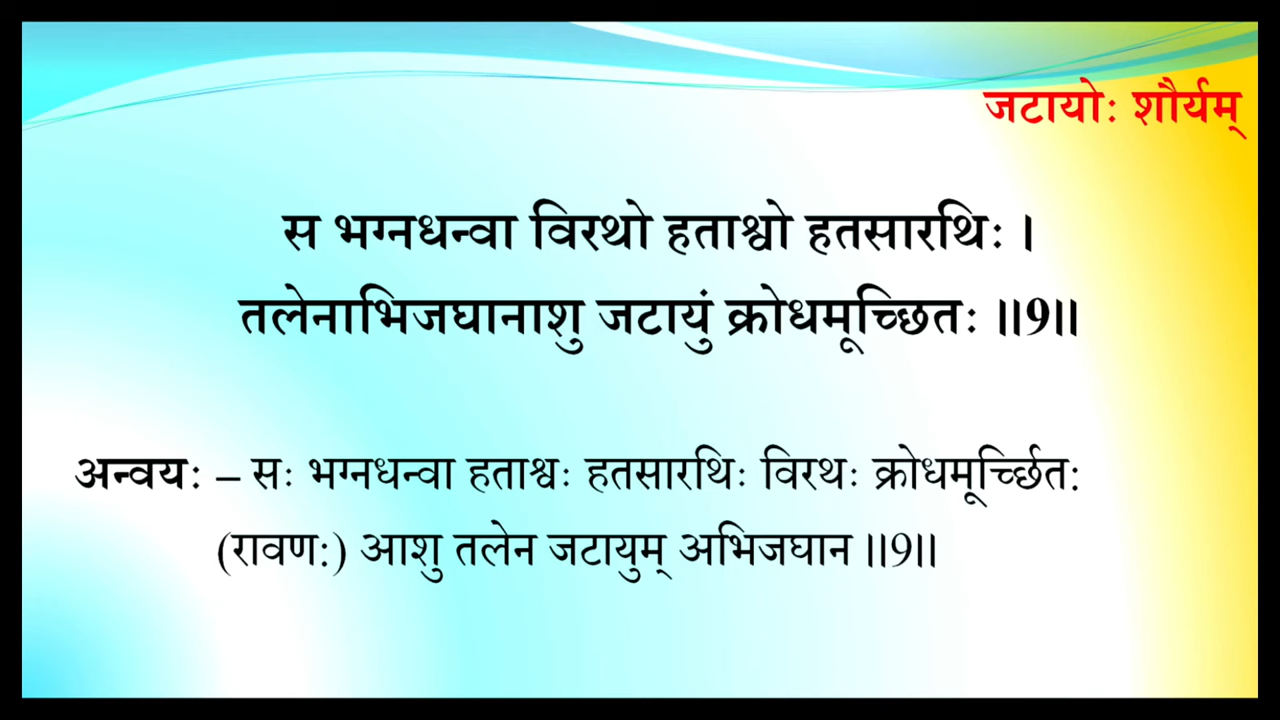 जटायोः शौर्यम्
स भग्नधन्वा विरथो हताश्वो हतसारथिः ।
तलेनाभिजघानाशु जटायुं क्रोधमूच्छितः ॥9॥
अन्वयः – सः भग्नधन्वा हताश्वः हतसारथिः विरथः क्रोधमूर्च्छित:
(रावण:) आशु तलेन जटायुम् अभिजघान ॥9॥